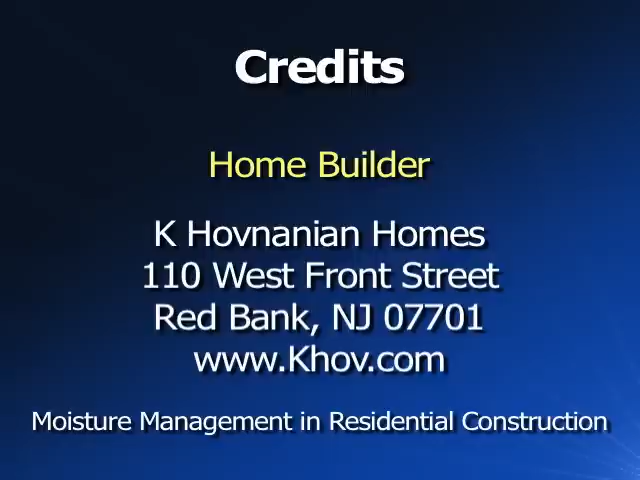 Credits
Home Builder
K Hovnanian Homes
110 West Front Street
Red Bank, NJ 07701
www.Khov.com
Moisture Management in Residential Construction